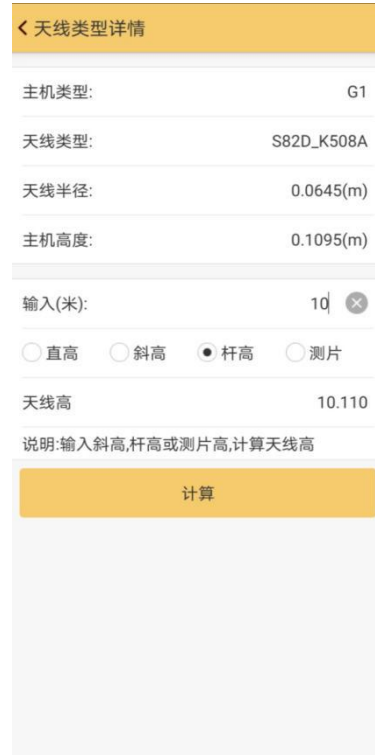 天线类型详情
主机类型: G1
天线类型: S82D_K508A
天线半径: 0.0645(m)
主机高度: 0.1095(m)
输入(米): 10
直高 斜高 杆高 测片
天线高 10.110
说明:输入斜高,杆高或测片高,计算天线高
计算